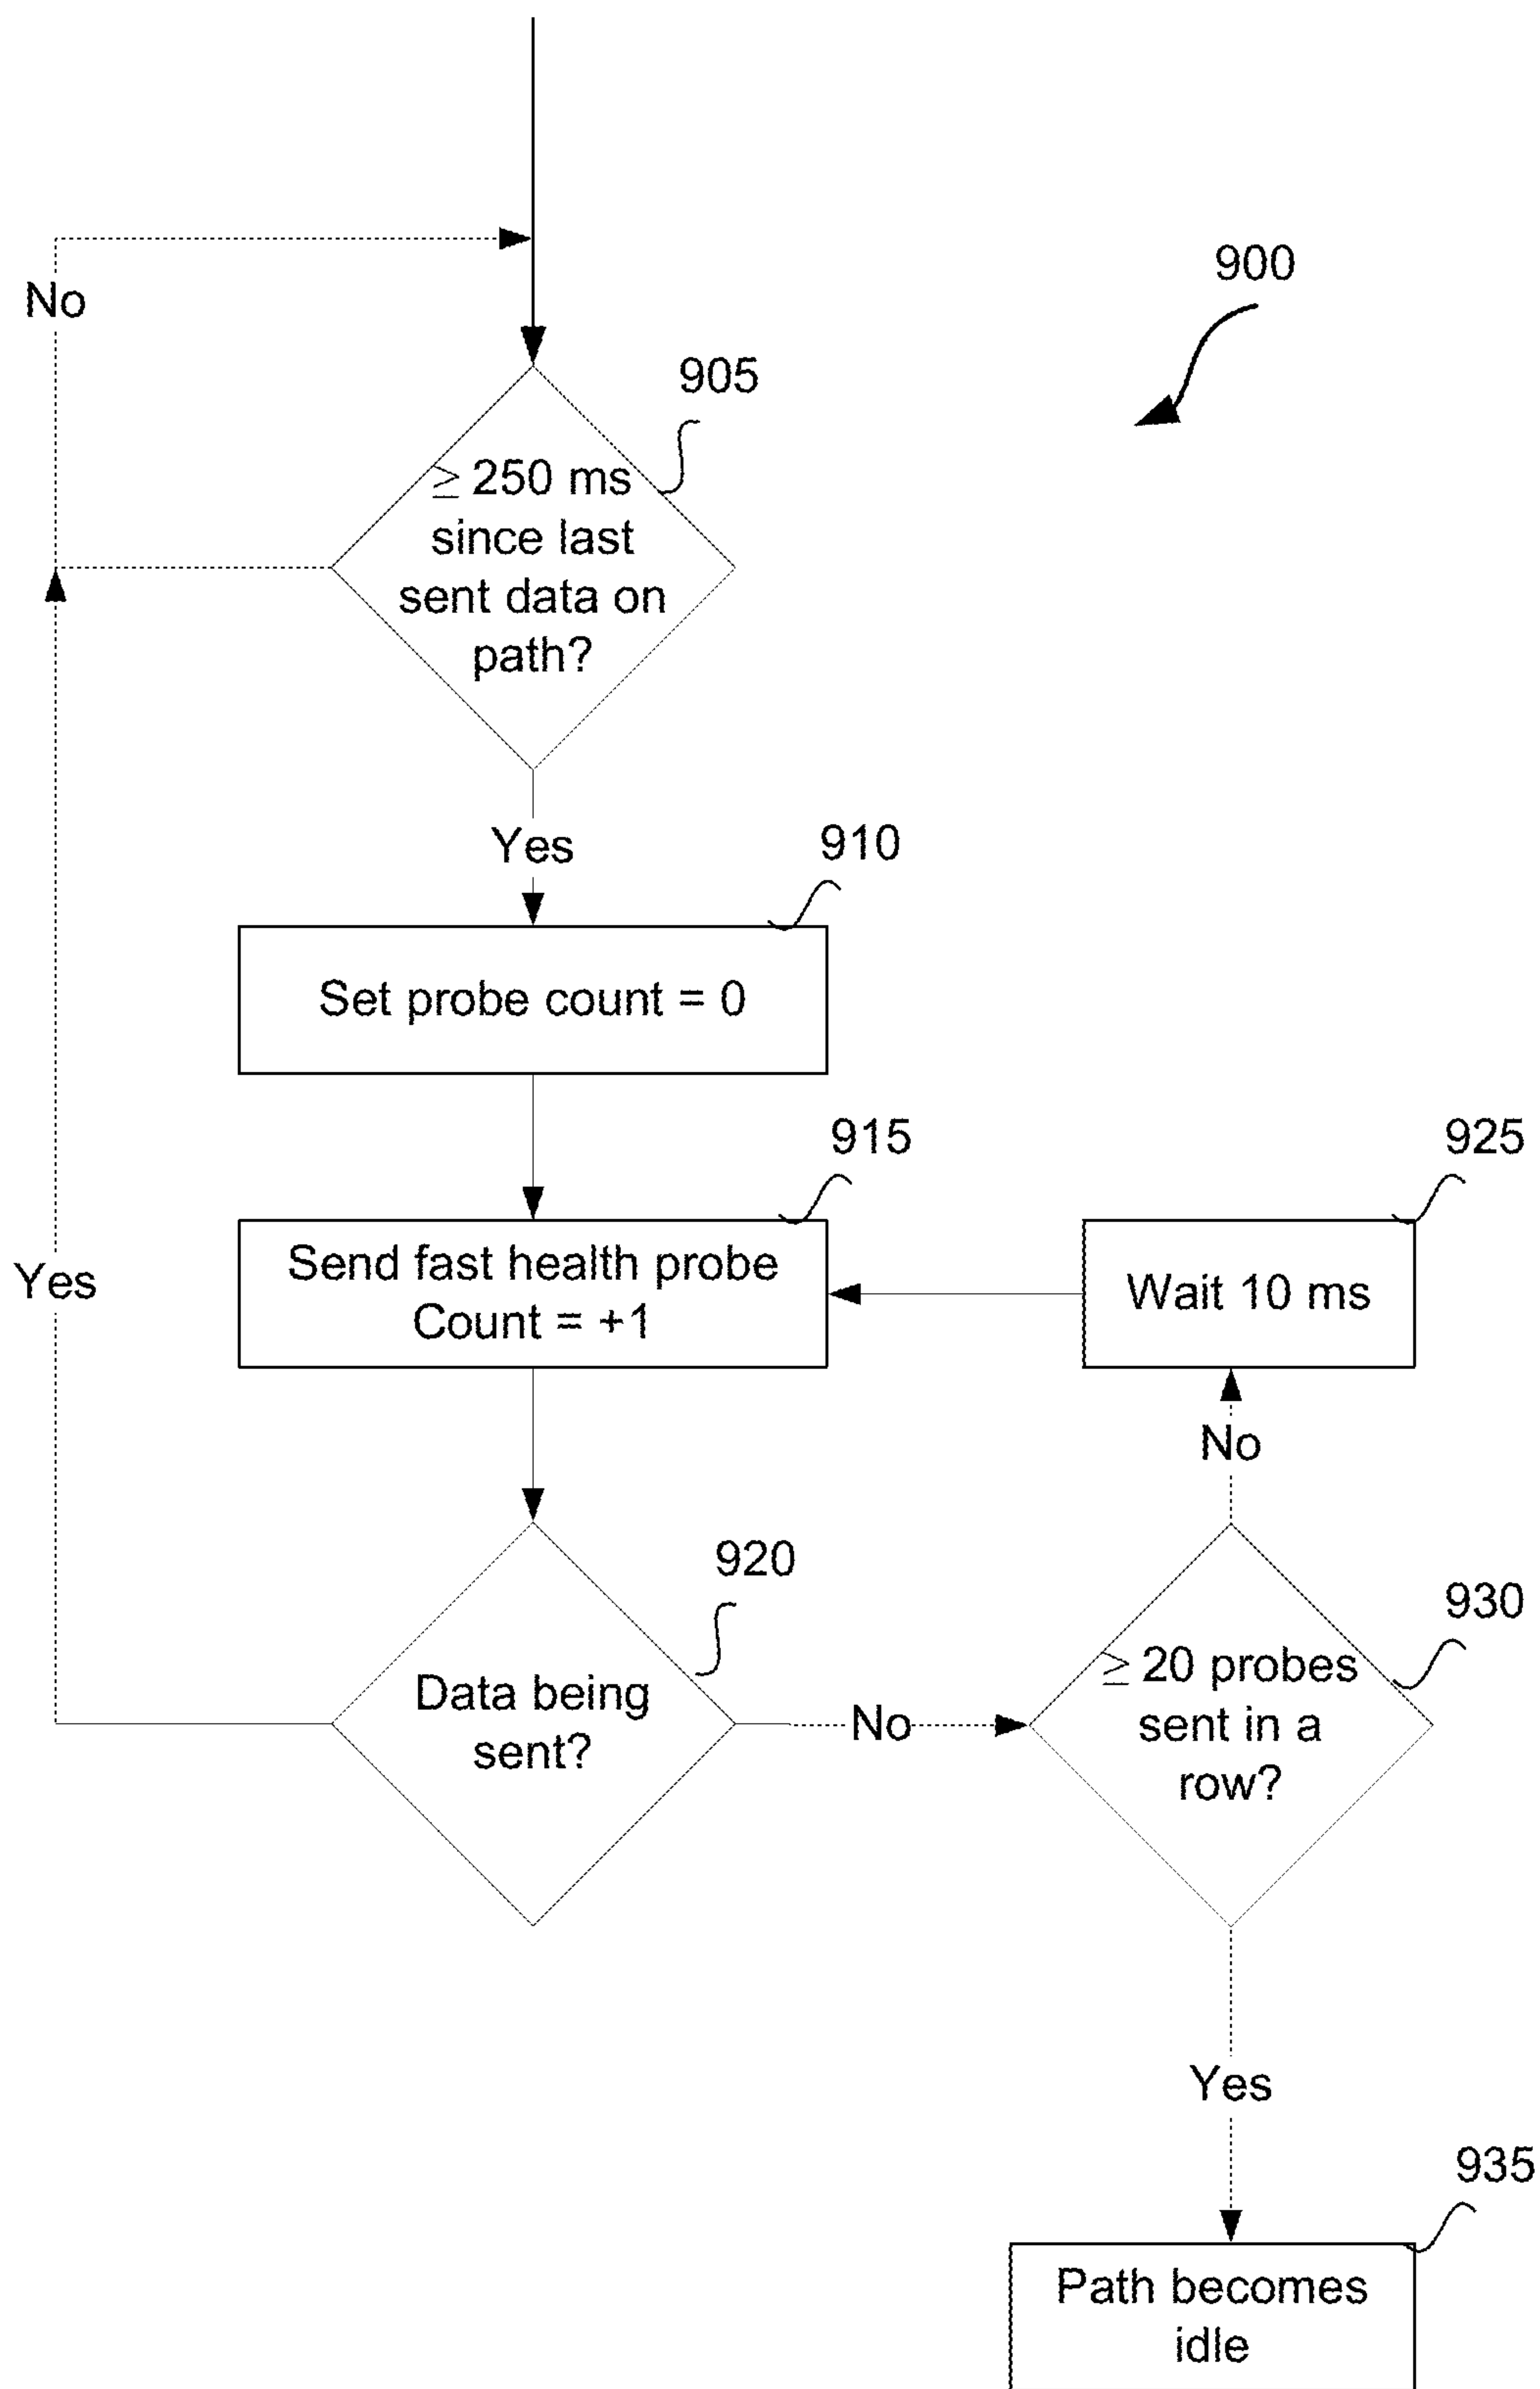 No
900
905
≥ 250 ms
since last
sent data on
path?
Yes
910
Set probe count = 0
915
925
Send fast health probe
Count = +1
Wait 10 ms
Yes
No
920
930
Data being
sent?
No
≥ 20 probes
sent in a
row?
Yes
935
Path becomes
idle